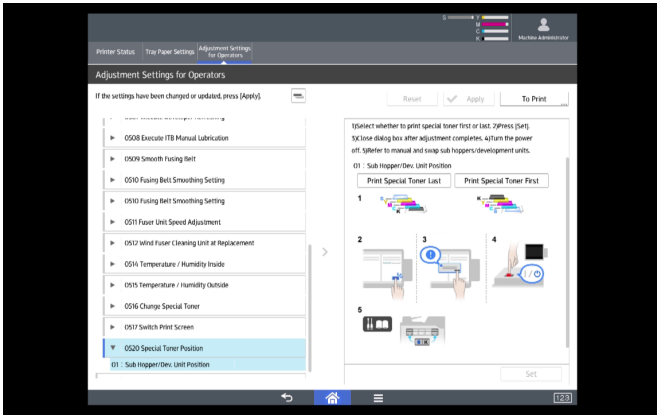 S
Y
M
C
K
Machine Administrator
Printer Status
Tray Paper Settings
Adjustment Settings
for Operators
Adjustment Settings for Operators
If the settings have been changed or updated, press [Apply].
Reset
Apply
To Print
0508 Execute ITB Manual Lubrication
0509 Smooth Fusing Belt
0510 Fusing Belt Smoothing Setting
0510 Fusing Belt Smoothing Setting
0511 Fuser Unit Speed Adjustment
0512 Wind Fuser Cleaning Unit at Replacement
0514 Temperature / Humidity Inside
0515 Temperature / Humidity Outside
0516 Change Special Toner
0517 Switch Print Screen
0520 Special Toner Position
01 : Sub Hopper/Dev. Unit Position
1)Select whether to print special toner first or last. 2)Press [Set].
3)Close dialog box after adjustment completes. 4)Turn the power
off. 5)Refer to manual and swap sub hoppers/development units.
01 : Sub Hopper/Dev. Unit Position
Print Special Toner Last
Print Special Toner First
1
2
3
4
5
Set
123